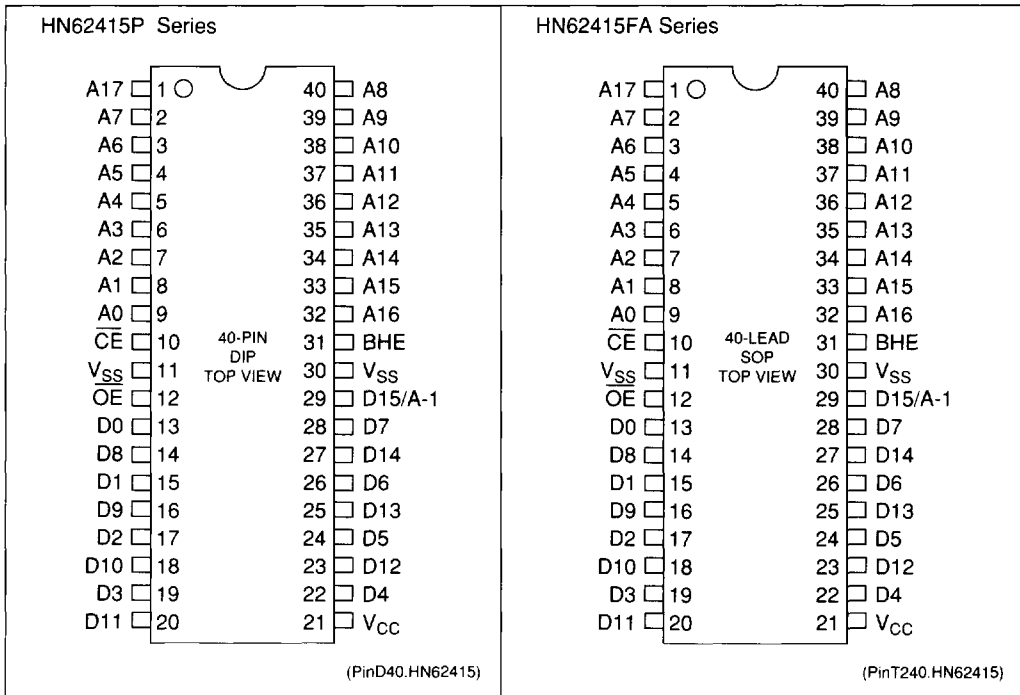 HN62415P Series
A17 1 40 A8
A7 2 39 A9
A6 3 38 A10
A5 4 37 A11
A4 5 36 A12
A3 6 35 A13
A2 7 34 A14
A1 8 33 A15
A0 9 32 A16
C̅E̅ 10 31 BHE
VSS 11 30 VSS
O̅E̅ 12 29 D15/A-1
D0 13 28 D7
D8 14 27 D14
D1 15 26 D6
D9 16 25 D13
D2 17 24 D5
D10 18 23 D12
D3 19 22 D4
D11 20 21 VCC
40-PIN
DIP
TOP VIEW
(PinD40.HN62415)
HN62415FA Series
A17 1 40 A8
A7 2 39 A9
A6 3 38 A10
A5 4 37 A11
A4 5 36 A12
A3 6 35 A13
A2 7 34 A14
A1 8 33 A15
A0 9 32 A16
C̅E̅ 10 31 BHE
VSS 11 30 VSS
O̅E̅ 12 29 D15/A-1
D0 13 28 D7
D8 14 27 D14
D1 15 26 D6
D9 16 25 D13
D2 17 24 D5
D10 18 23 D12
D3 19 22 D4
D11 20 21 VCC
40-LEAD
SOP
TOP VIEW
(PinT240.HN62415)